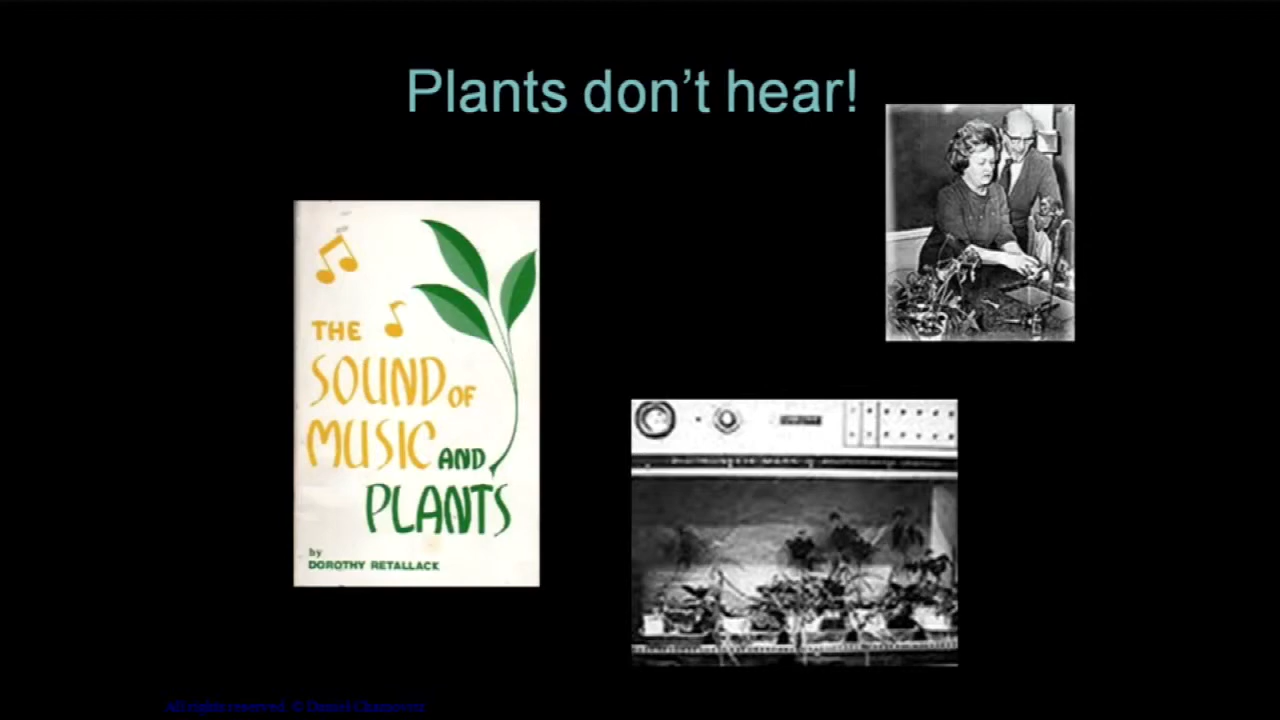 Plants don't hear!
THE
SOUND OF
MUSIC AND
PLANTS
by
DOROTHY RETALLACK
All rights reserved. © Daniel Chamovitz